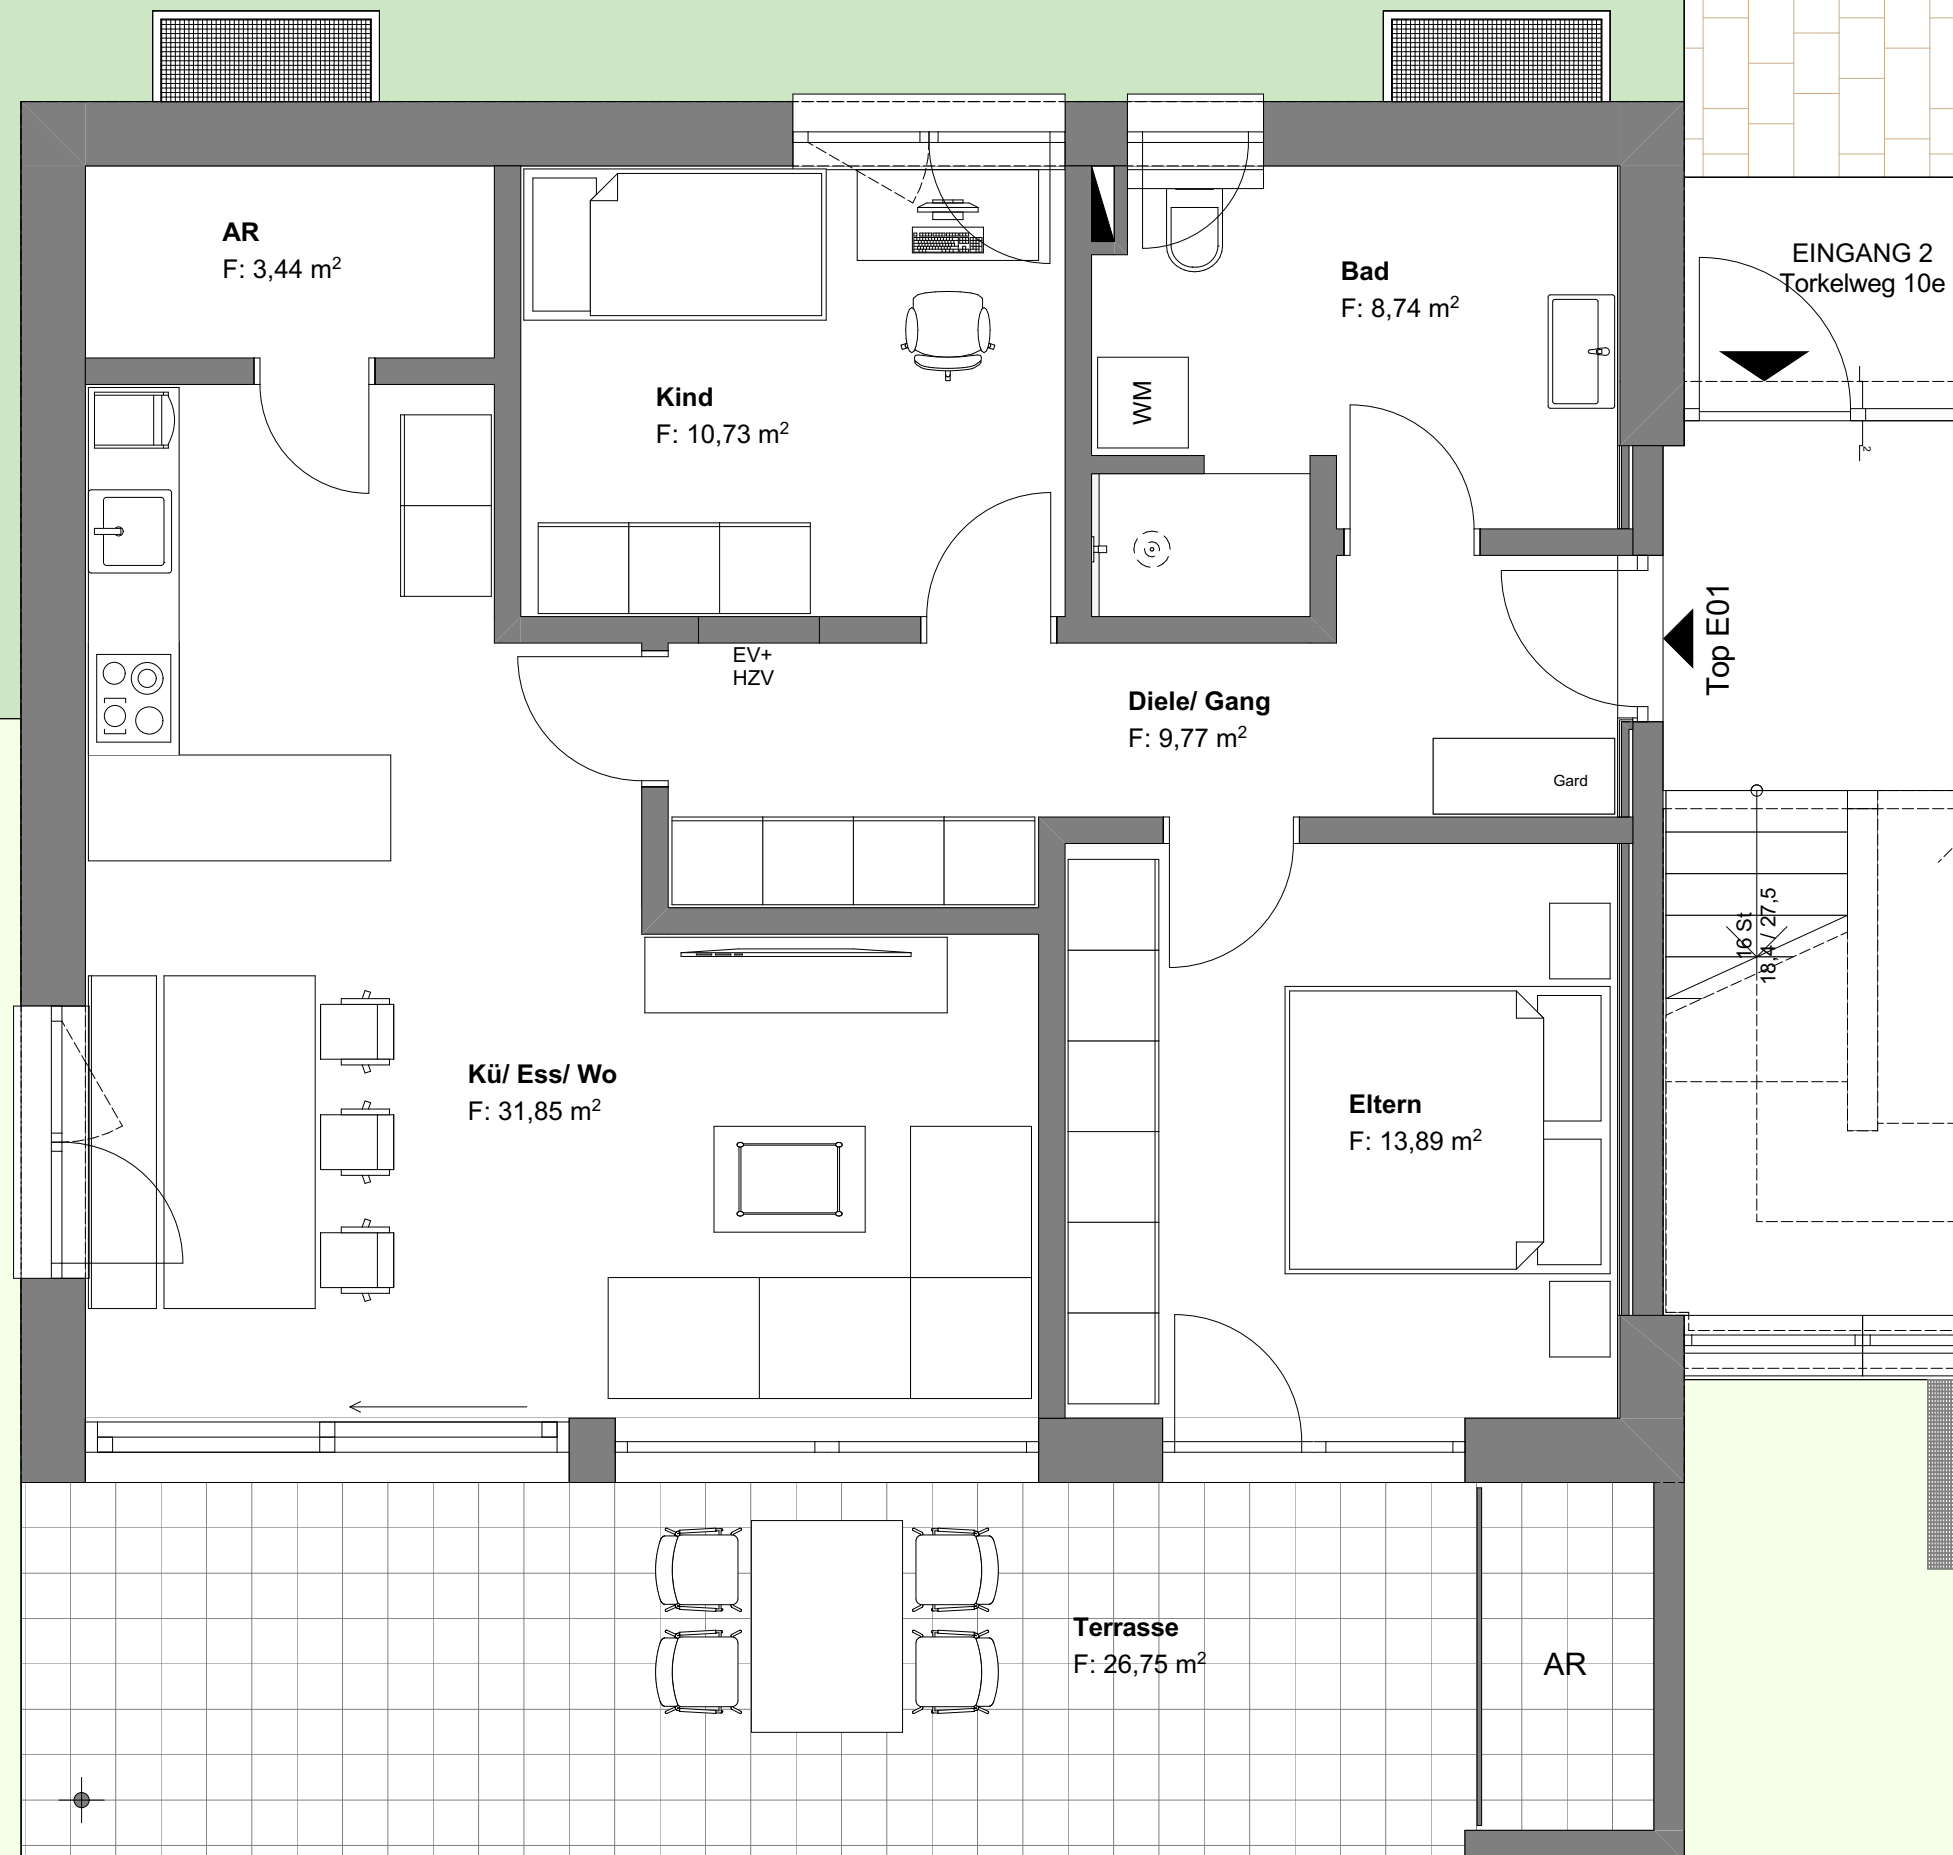 EINGANG 2
Torkelweg 10e
AR
F: 3,44 m²
Bad
F: 8,74 m²
Kind
F: 10,73 m²
WM
2
Top E01
EV+
HZV
Diele/ Gang
F: 9,77 m²
Gard
16 St
18,4 / 27,5
Kü/ Ess/ Wo
F: 31,85 m²
Eltern
F: 13,89 m²
Terrasse
F: 26,75 m²
AR